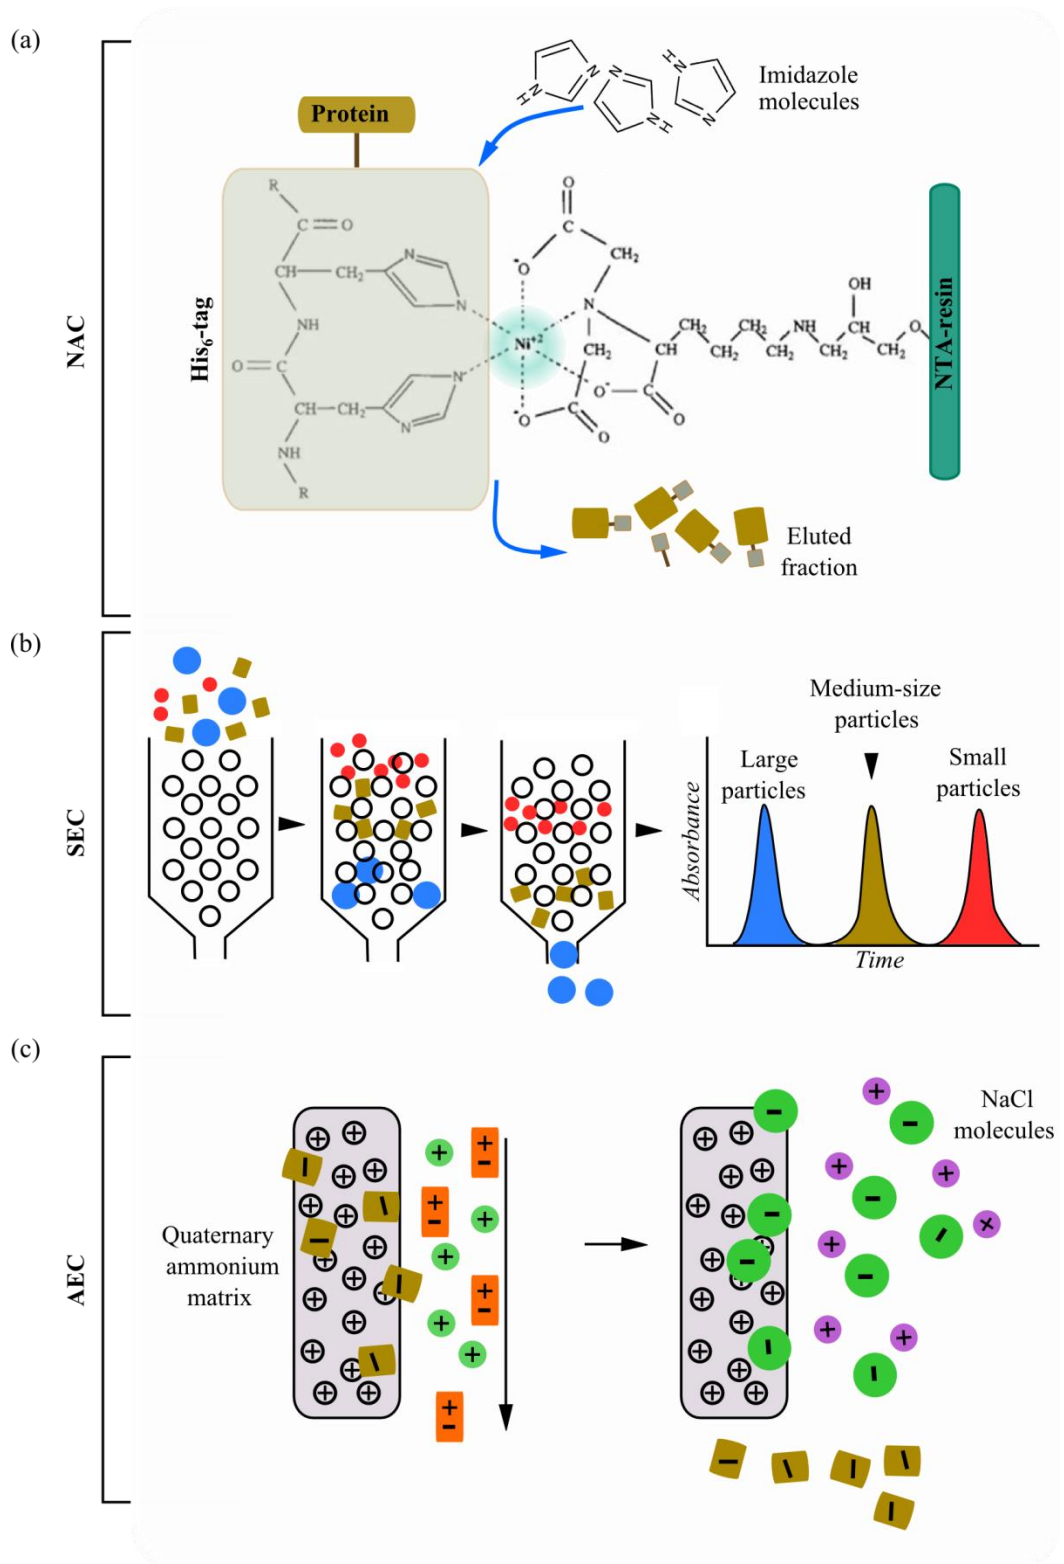 (a)
NAC
Protein
Imidazole
molecules
His6-tag
R
C
O
CH
CH2
N
N
NH
O
C
N
CH
CH2
N
NH
R
Ni+2
O
C
-O
CH2
N
CH2
CH
CH2
CH2
CH2
CH2
NH
CH2
OH
CH
CH2
O
O-
C
O
-O
C
O
NTA-resin
N
N
H
N
N
H
H
N
N
Eluted
fraction
(b)
SEC
Medium-size
particles
Large
particles
Small
particles
Absorbance
Time
(c)
AEC
Quaternary
ammonium
matrix
NaCl
molecules